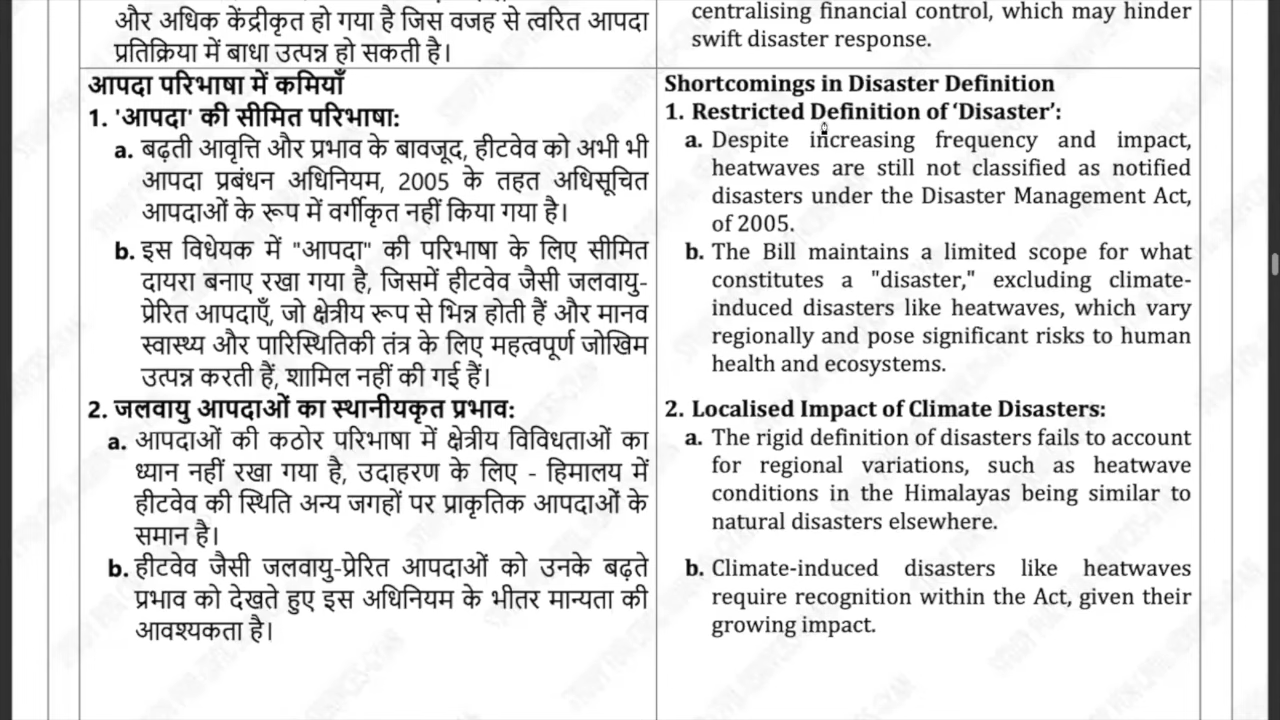 और अधिक केंद्रीकृत हो गया है जिस वजह से त्वरित आपदा
प्रतिक्रिया में बाधा उत्पन्न हो सकती है।
आपदा परिभाषा में कमियाँ
1. 'आपदा' की सीमित परिभाषा:
a. बढ़ती आवृत्ति और प्रभाव के बावजूद, हीटवेव को अभी भी
आपदा प्रबंधन अधिनियम, 2005 के तहत अधिसूचित
आपदाओं के रूप में वर्गीकृत नहीं किया गया है।
b. इस विधेयक में "आपदा" की परिभाषा के लिए सीमित
दायरा बनाए रखा गया है, जिसमें हीटवेव जैसी जलवायु-
प्रेरित आपदाएँ, जो क्षेत्रीय रूप से भिन्न होती हैं और मानव
स्वास्थ्य और पारिस्थितिकी तंत्र के लिए महत्वपूर्ण जोखिम
उत्पन्न करती हैं, शामिल नहीं की गई हैं।
2. जलवायु आपदाओं का स्थानीयकृत प्रभाव:
a. आपदाओं की कठोर परिभाषा में क्षेत्रीय विविधताओं का
ध्यान नहीं रखा गया है, उदाहरण के लिए - हिमालय में
हीटवेव की स्थिति अन्य जगहों पर प्राकृतिक आपदाओं के
समान है।
b. हीटवेव जैसी जलवायु-प्रेरित आपदाओं को उनके बढ़ते
प्रभाव को देखते हुए इस अधिनियम के भीतर मान्यता की
आवश्यकता है।
centralising financial control, which may hinder
swift disaster response.
Shortcomings in Disaster Definition
1. Restricted Definition of ‘Disaster’:
a. Despite increasing frequency and impact,
heatwaves are still not classified as notified
disasters under the Disaster Management Act,
of 2005.
b. The Bill maintains a limited scope for what
constitutes a "disaster," excluding climate-
induced disasters like heatwaves, which vary
regionally and pose significant risks to human
health and ecosystems.
2. Localised Impact of Climate Disasters:
a. The rigid definition of disasters fails to account
for regional variations, such as heatwave
conditions in the Himalayas being similar to
natural disasters elsewhere.
b. Climate-induced disasters like heatwaves
require recognition within the Act, given their
growing impact.